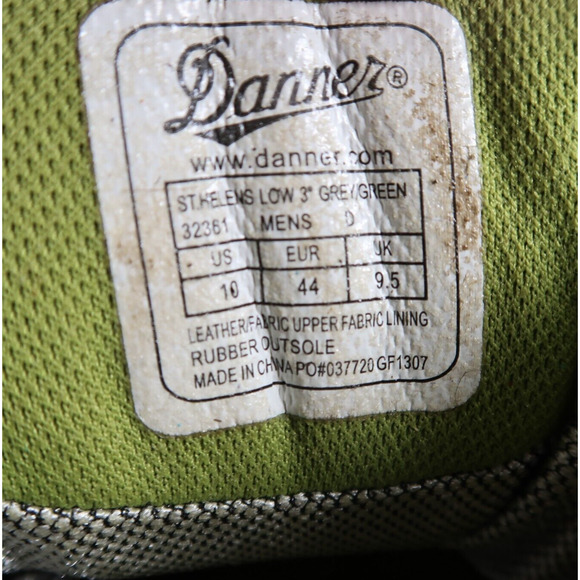 Danner®
www.danner.com
ST.HELENS LOW 3" GREY/GREEN
32361 MENS D
US EUR UK
10 44 9.5
LEATHER/FABRIC UPPER FABRIC LINING
RUBBER OUTSOLE
MADE IN CHINA PO#037720 GF1307